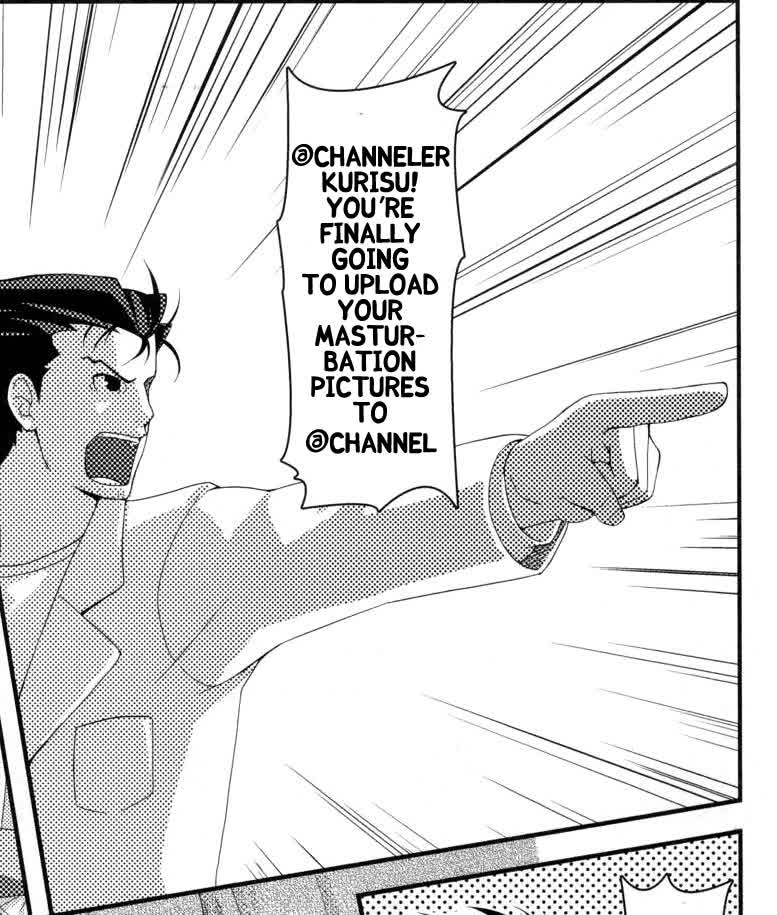 @CHANNELER
KURISU!
YOU'RE
FINALLY
GOING
TO UPLOAD
YOUR
MASTUR-
BATION
PICTURES
TO
@CHANNEL